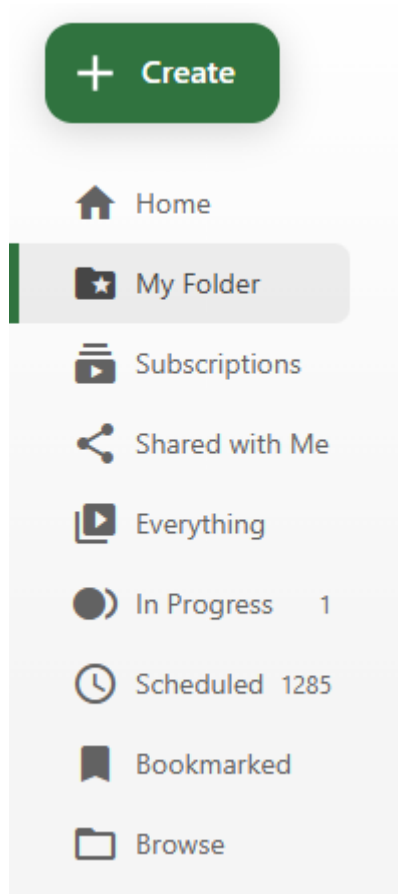 Create
Home
My Folder
Subscriptions
Shared with Me
Everything
In Progress 1
Scheduled 1285
Bookmarked
Browse